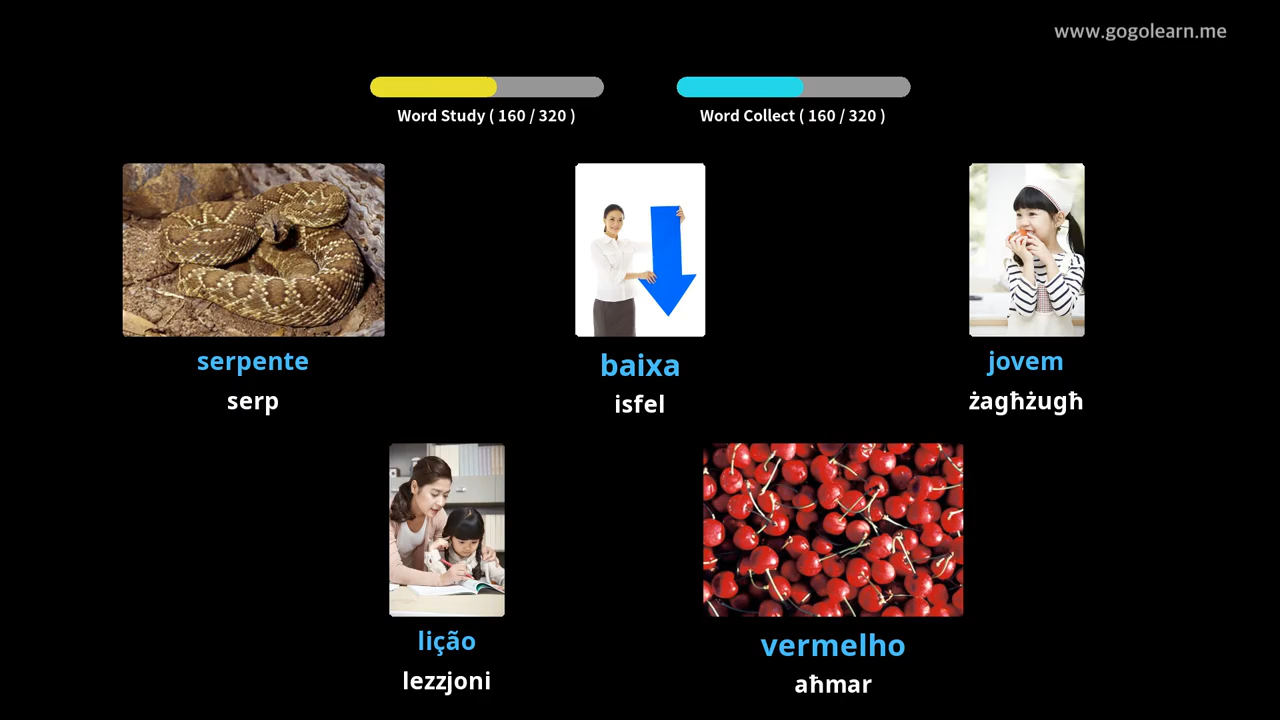 www.gogolearn.me
Word Study ( 160 / 320 )
Word Collect ( 160 / 320 )
serpente
serp
baixa
isfel
jovem
żagħżugħ
lição
lezzjoni
vermelho
aħmar